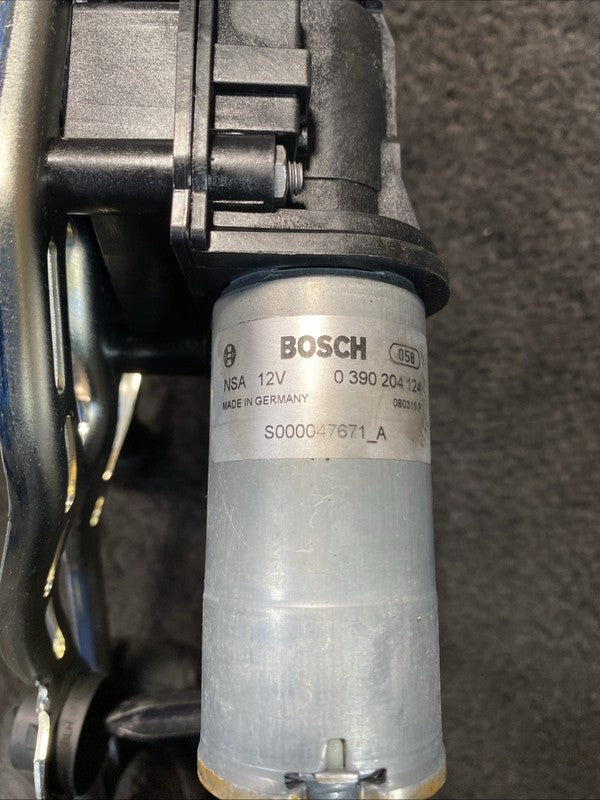 BOSCH 058
NSA 12V 0 390 204 124
MADE IN GERMANY
S000047671_A